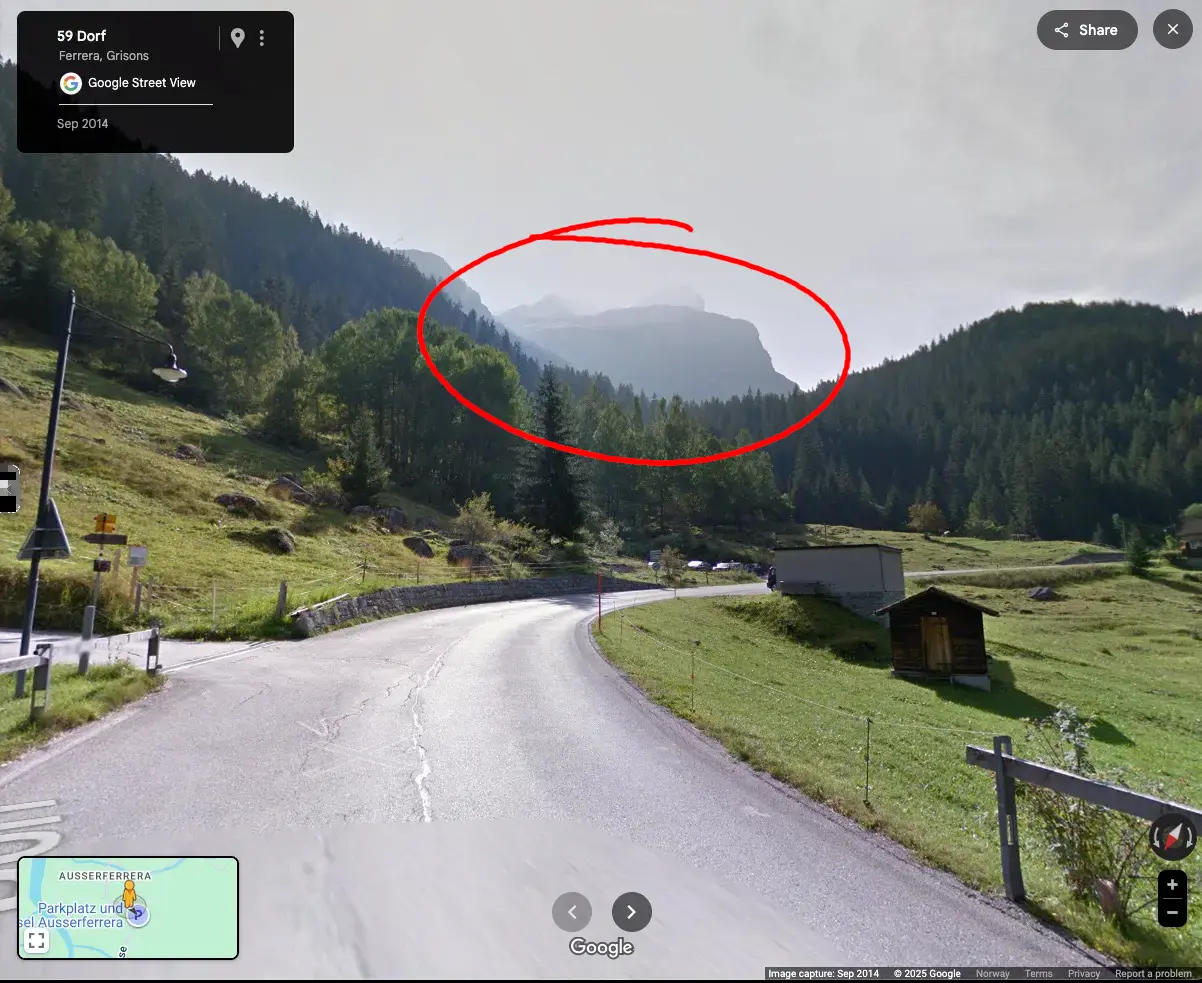 59 Dorf
Ferrera, Grisons
Google Street View
Sep 2014
Share
AUSSERFERRERA
Parkplatz und
sel Ausserferrera
P
se
Google
Image capture: Sep 2014 © 2025 Google Norway Terms Privacy Report a problem